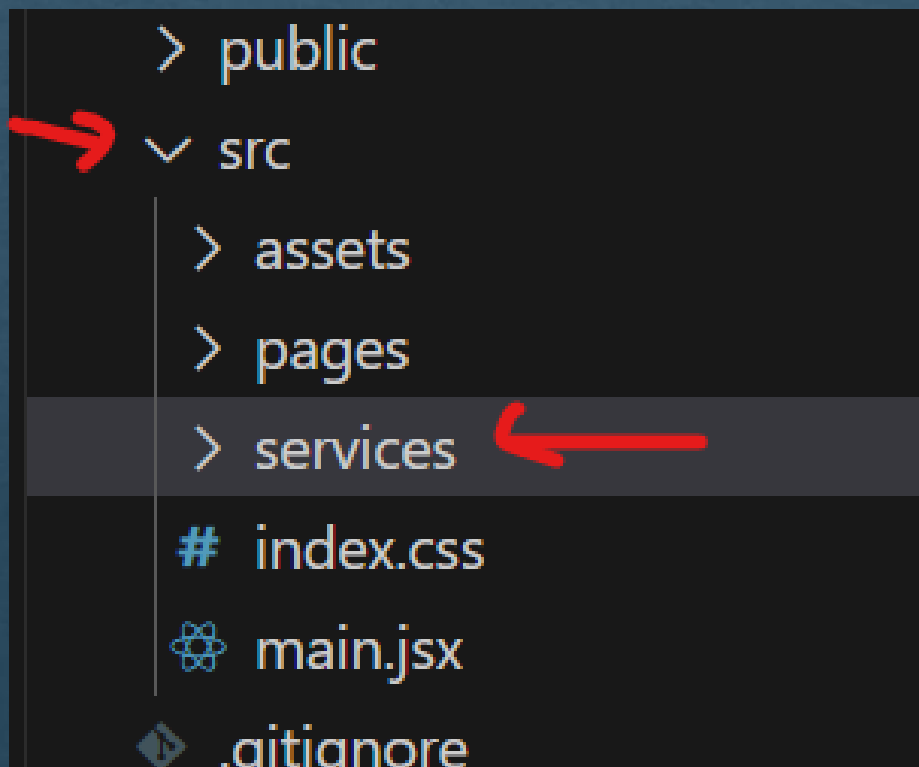 public
src
assets
pages
services
# index.css
main.jsx
.gitignore